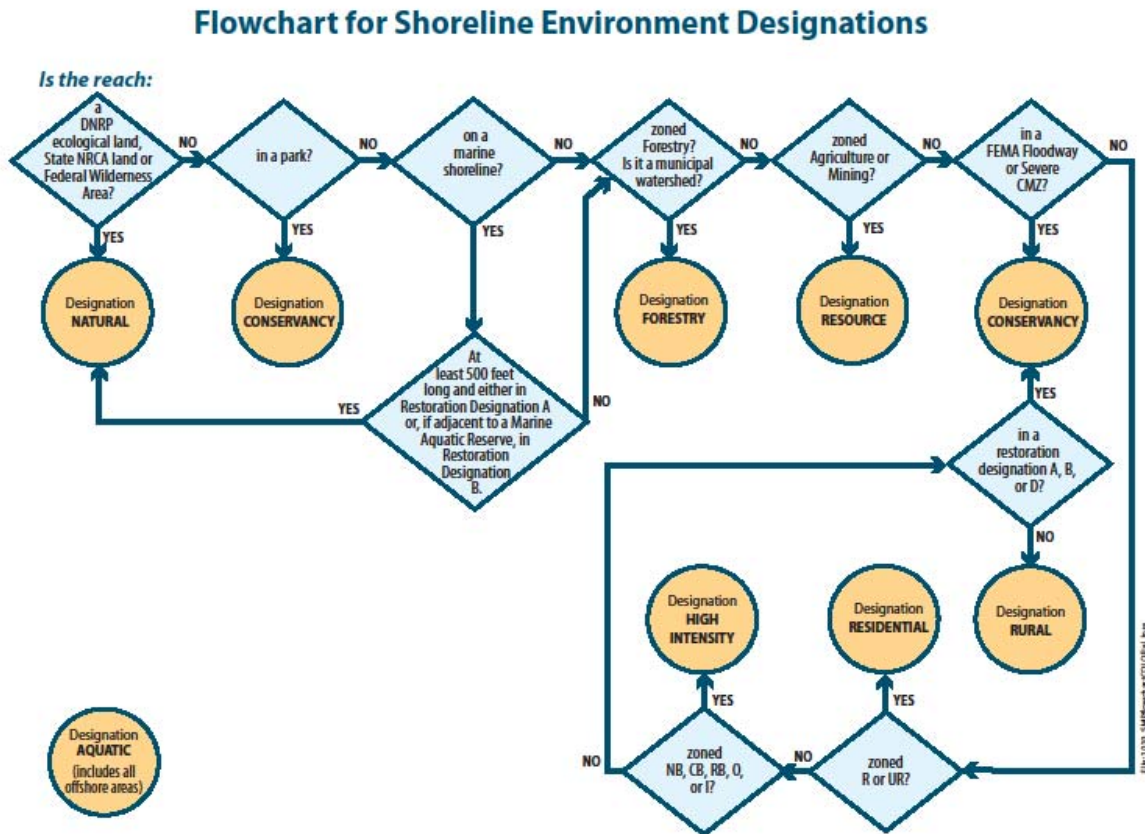 Flowchart for Shoreline Environment Designations
Is the reach:
a
DNRP
ecological land,
State NRCA land or
Federal Wilderness
Area?
NO
YES
Designation
NATURAL
in a park?
NO
YES
Designation
CONSERVANCY
on a
marine
shoreline?
NO
YES
At
least 500 feet
long and either in
Restoration Designation A
or, if adjacent to a Marine
Aquatic Reserve, in
Restoration
Designation
B.
YES
NO
zoned
Forestry?
Is it a municipal
watershed?
NO
YES
Designation
FORESTRY
zoned
Agriculture or
Mining?
NO
YES
Designation
RESOURCE
in a
FEMA Floodway
or Severe
CMZ?
NO
YES
Designation
CONSERVANCY
YES
in a
restoration
designation A, B,
or D?
NO
Designation
RURAL
Designation
HIGH
INTENSITY
YES
Designation
RESIDENTIAL
YES
zoned
NB, CB, RB, O,
or I?
NO
zoned
R or UR?
NO
Designation
AQUATIC
(includes all
offshore areas)